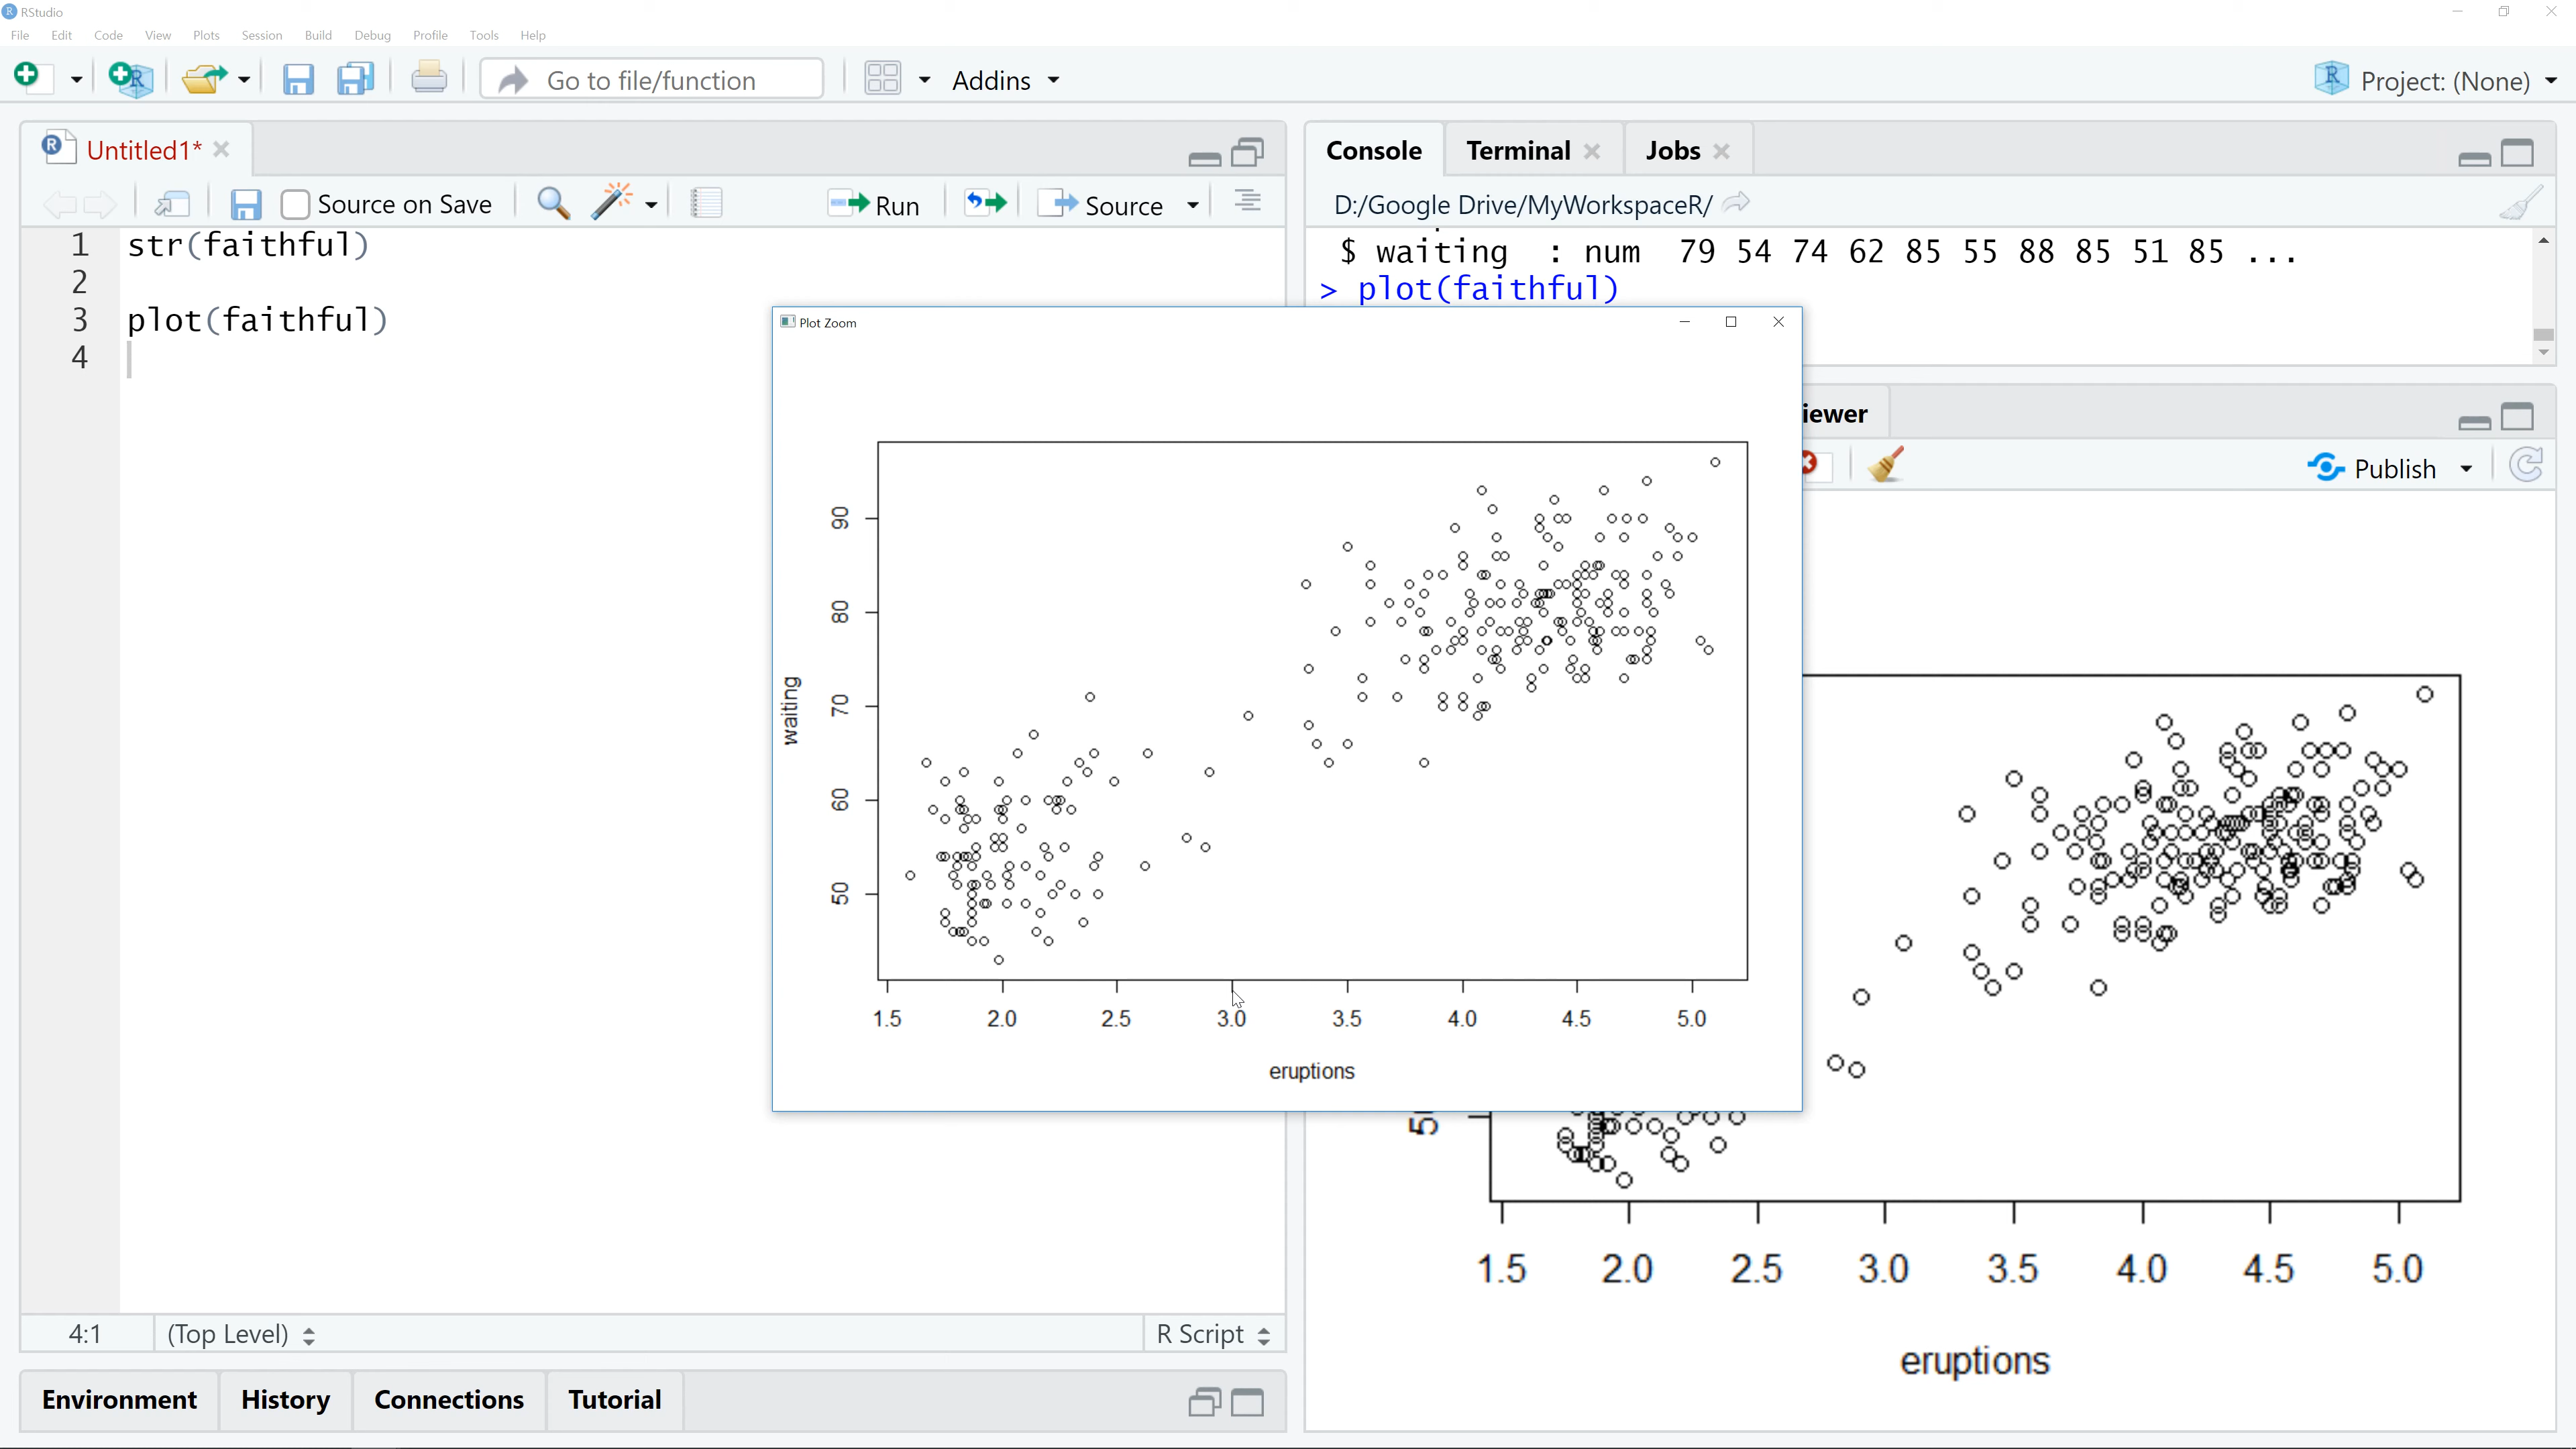 RStudio
File Edit Code View Plots Session Build Debug Profile Tools Help
Go to file/function Addins Project: (None)
Untitled1*
Source on Save Run Source
1 str(faithful)
2
3 plot(faithful)
4
4:1 (Top Level) R Script
Environment History Connections Tutorial
Console Terminal Jobs
D:/Google Drive/MyWorkspaceR/
$ waiting : num 79 54 74 62 85 55 88 85 51 85 ...
> plot(faithful)
iewer
Publish
Plot Zoom
waiting
90
80
70
60
50
1.5 2.0 2.5 3.0 3.5 4.0 4.5 5.0
eruptions
1.5 2.0 2.5 3.0 3.5 4.0 4.5 5.0
eruptions